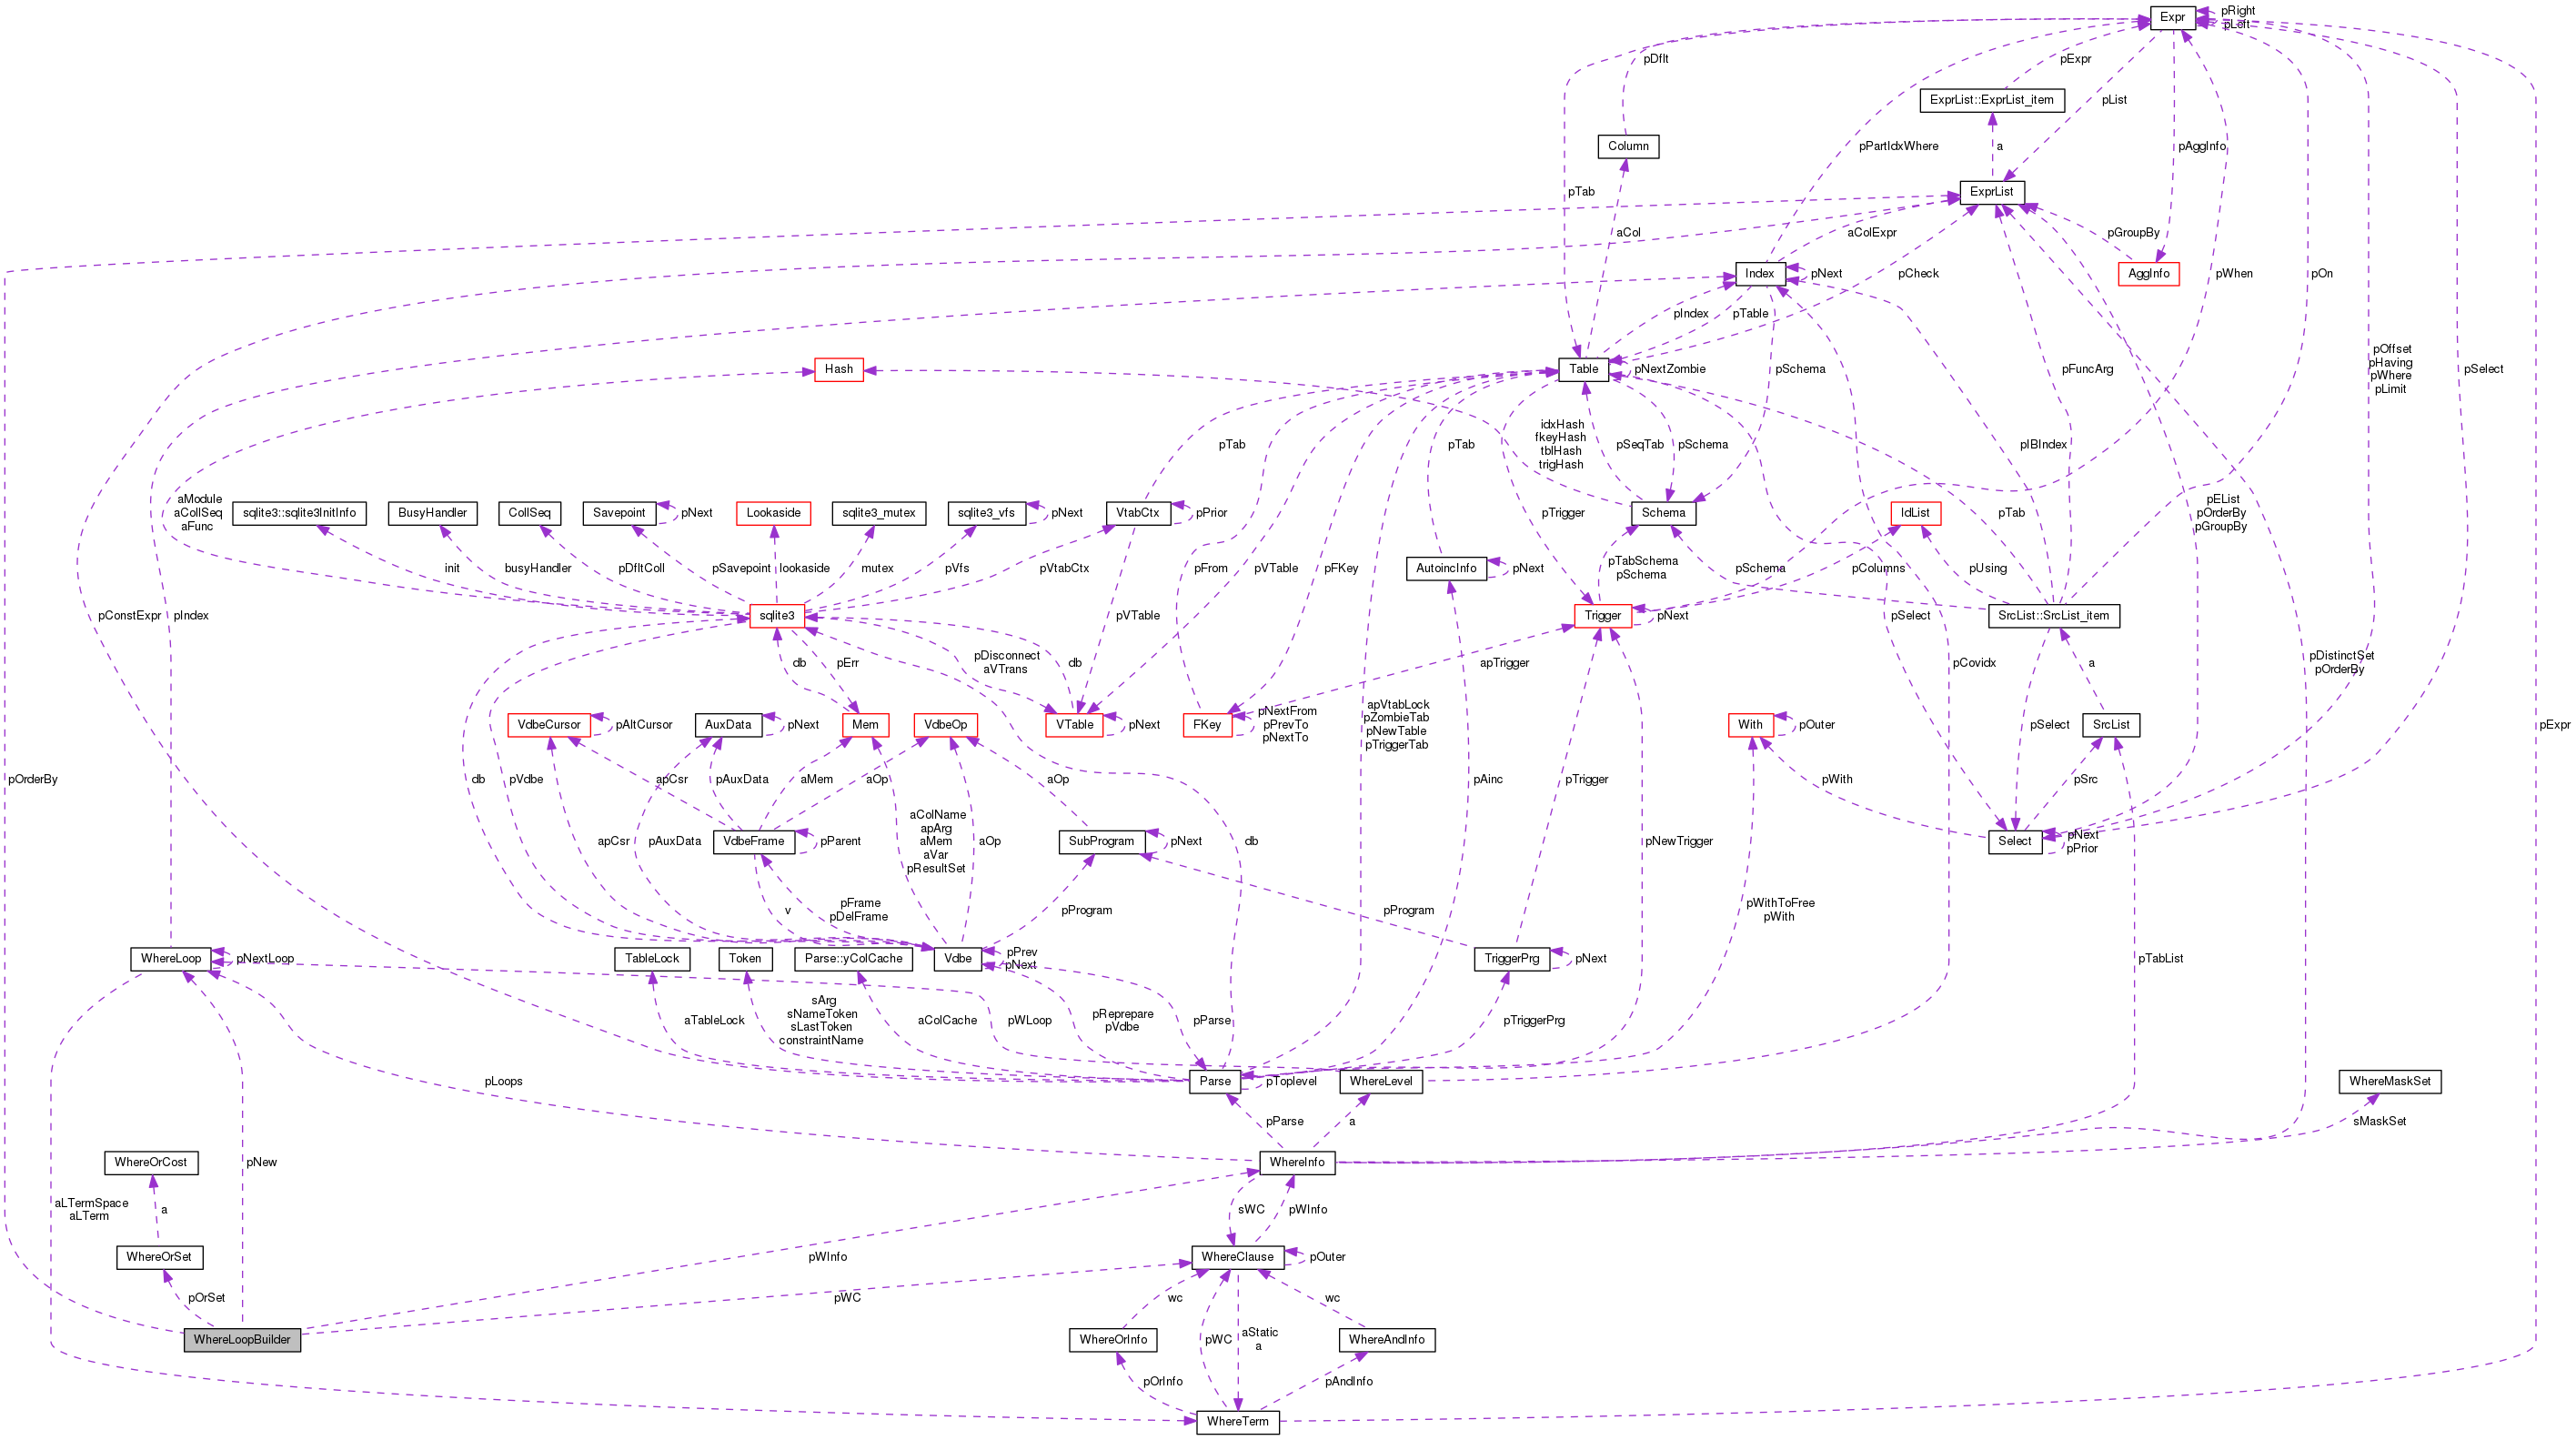 Expr
pRight
pLeft
pDflt
pExpr
ExprList::ExprList_item
pList
Column
pPartIdxWhere
a
pAggInfo
pTab
ExprList
aCol
aColExpr
pGroupBy
Index
pNext
pCheck
AggInfo
pWhen
pOn
pIndex
pTable
pOffset
pHaving
pWhere
pLimit
Hash
Table
pNextZombie
pSchema
pFuncArg
pSelect
idxHash
fkeyHash
tblHash
trigHash
pTab
pSeqTab
pSchema
pTab
pIBIndex
aModule
aCollSeq
aFunc
sqlite3::sqlite3InitInfo
BusyHandler
CollSeq
Savepoint
pNext
Lookaside
sqlite3_mutex
sqlite3_vfs
pNext
VtabCtx
pPrior
pTrigger
Schema
IdList
pTab
pEList
pOrderBy
pGroupBy
init
busyHandler
pDfltColl
pSavepoint
lookaside
mutex
pVfs
pVtabCtx
pFrom
pVTable
pFKey
AutoincInfo
pNext
pTabSchema
pSchema
pSchema
pColumns
pUsing
pConstExpr
pIndex
sqlite3
pVTable
Trigger
pNext
pSelect
SrcList::SrcList_item
db
pErr
pDisconnect
aVTrans
db
apTrigger
pCovidx
a
pDistinctSet
pOrderBy
VdbeCursor
pAltCursor
AuxData
pNext
Mem
VdbeOp
VTable
pNext
FKey
pNextFrom
pPrevTo
pNextTo
apVtabLock
pZombieTab
pNewTable
pTriggerTab
With
pOuter
pSelect
SrcList
pExpr
pOrderBy
db
pVdbe
apCsr
pAuxData
aMem
aOp
aOp
pAinc
pTrigger
pWith
pSrc
apCsr
pAuxData
VdbeFrame
pParent
aColName
apArg
aMem
aVar
pResultSet
aOp
SubProgram
pNext
db
pNewTrigger
Select
pNext
pPrior
v
pFrame
pDelFrame
pProgram
pProgram
pWithToFree
pWith
WhereLoop
pNextLoop
TableLock
Token
Parse::yColCache
Vdbe
pPrev
pNext
TriggerPrg
pNext
pTabList
aTableLock
sArg
sNameToken
sLastToken
constraintName
aColCache
pWLoop
pReprepare
pVdbe
pParse
pTriggerPrg
pLoops
Parse
pToplevel
WhereLevel
WhereMaskSet
pParse
a
sMaskSet
WhereOrCost
pNew
WhereInfo
aLTermSpace
aLTerm
a
sWC
pWInfo
WhereOrSet
pWInfo
WhereClause
pOuter
pOrSet
pWC
wc
wc
WhereLoopBuilder
WhereOrInfo
pWC
aStatic
a
WhereAndInfo
pOrInfo
pAndInfo
WhereTerm